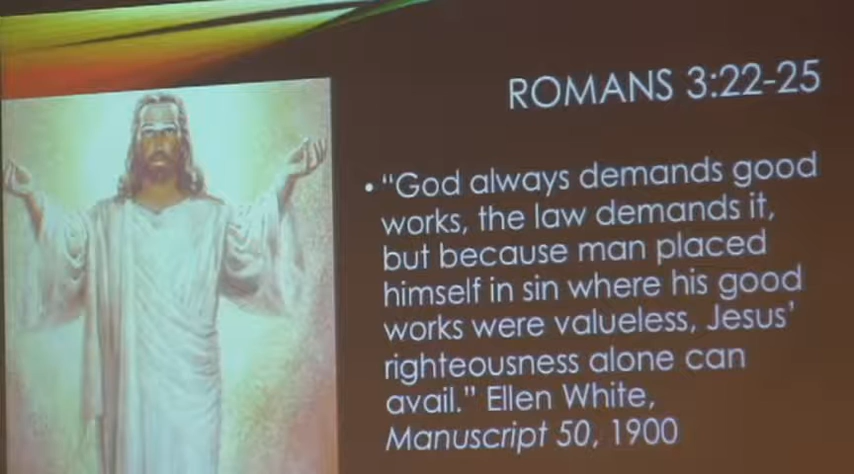 ROMANS 3:22-25
• “God always demands good
works, the law demands it,
but because man placed
himself in sin where his good
works were valueless, Jesus’
righteousness alone can
avail.” Ellen White,
Manuscript 50, 1900